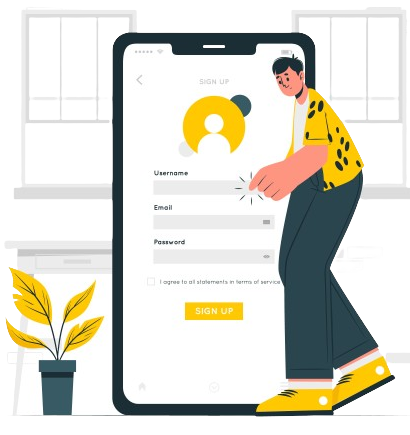 SIGN UP
Username
Email
Password
I agree to all statements in terms of service
SIGN UP